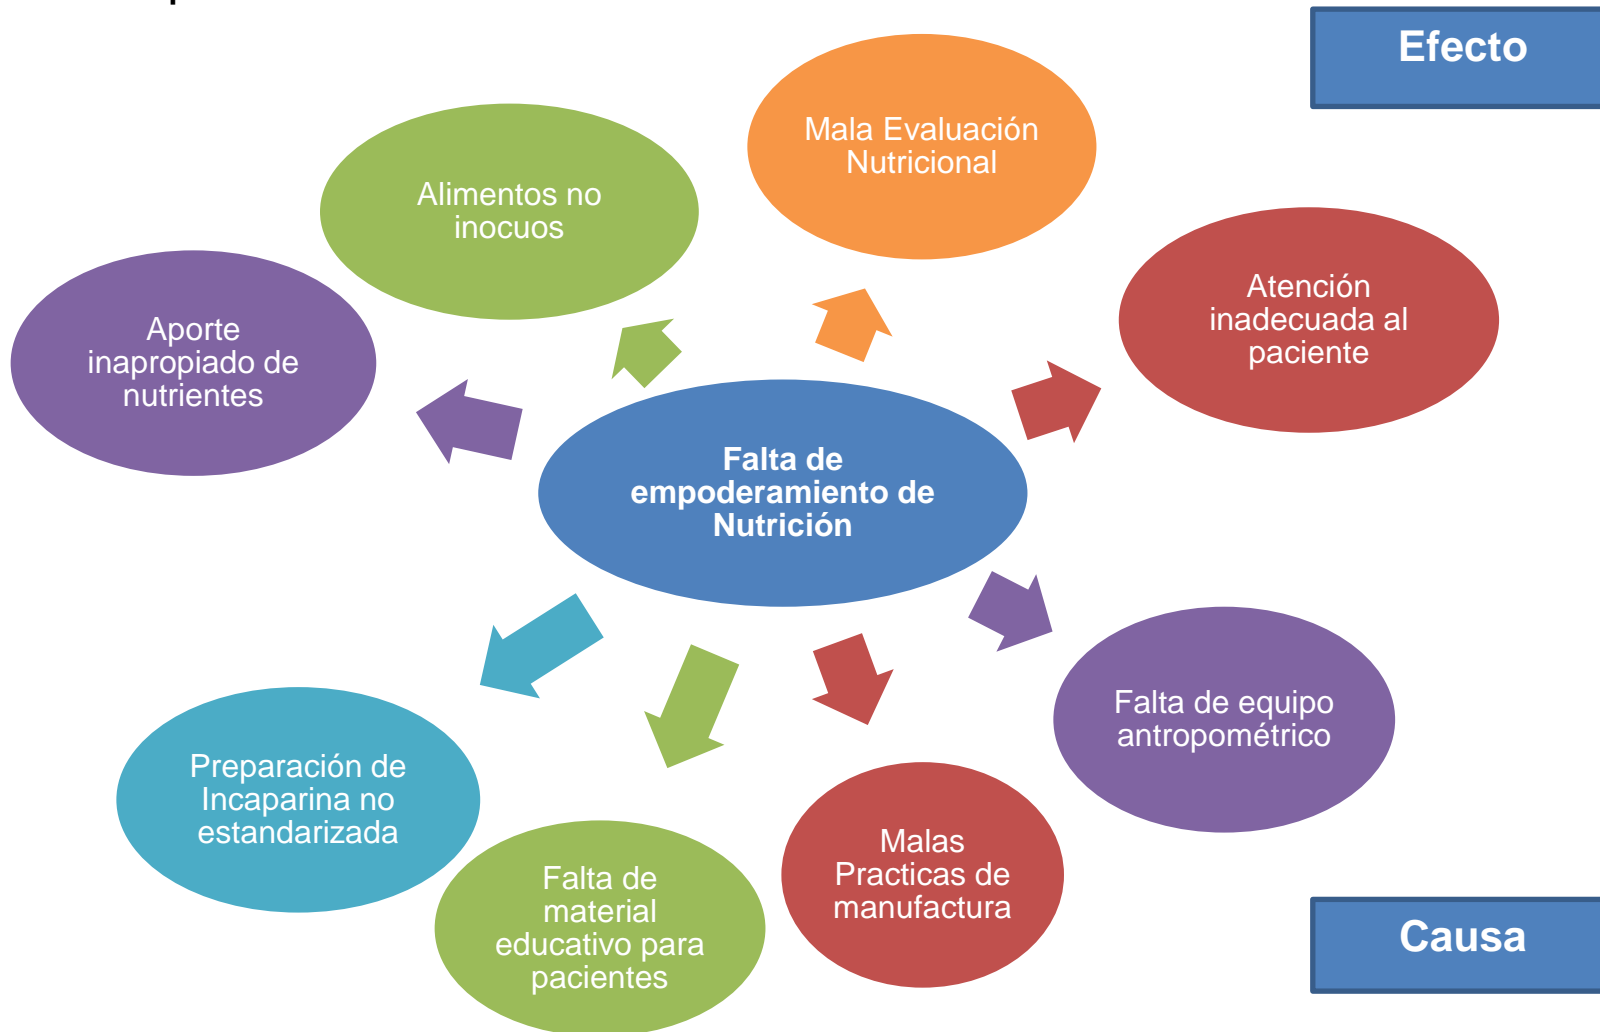 Efecto
Mala Evaluación
Nutricional
Alimentos no
inocuos
Atención
inadecuada al
paciente
Aporte
inapropiado de
nutrientes
Falta de
empoderamiento de
Nutrición
Falta de equipo
antropométrico
Preparación de
Incaparina no
estandarizada
Malas
Practicas de
manufactura
Falta de
material
educativo para
pacientes
Causa